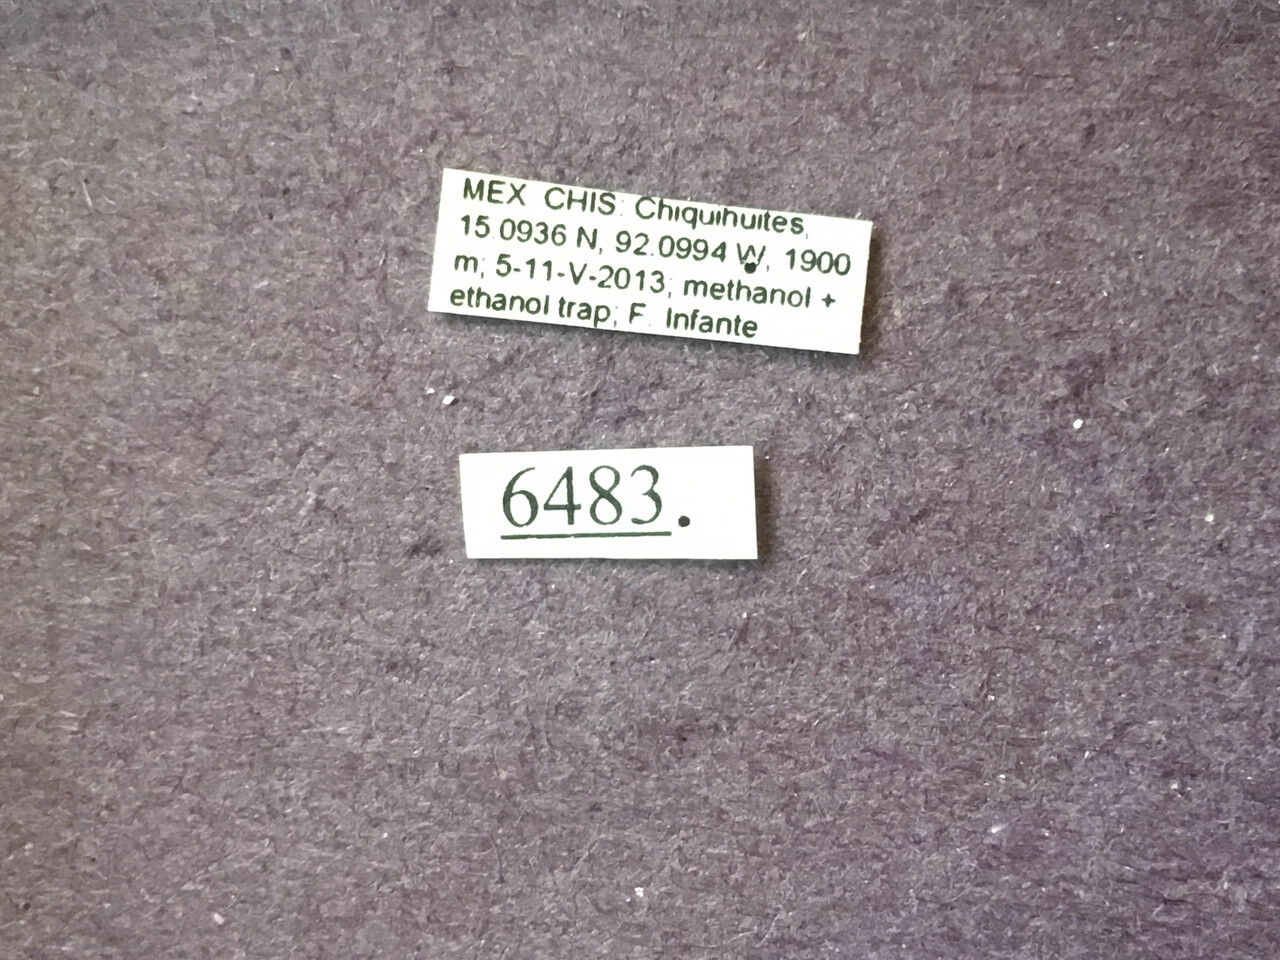 MEX CHIS: Chiquihuites,
15.0936 N, 92.0994 W, 1900
m; 5-11-V-2013; methanol +
ethanol trap; F. Infante
6483.